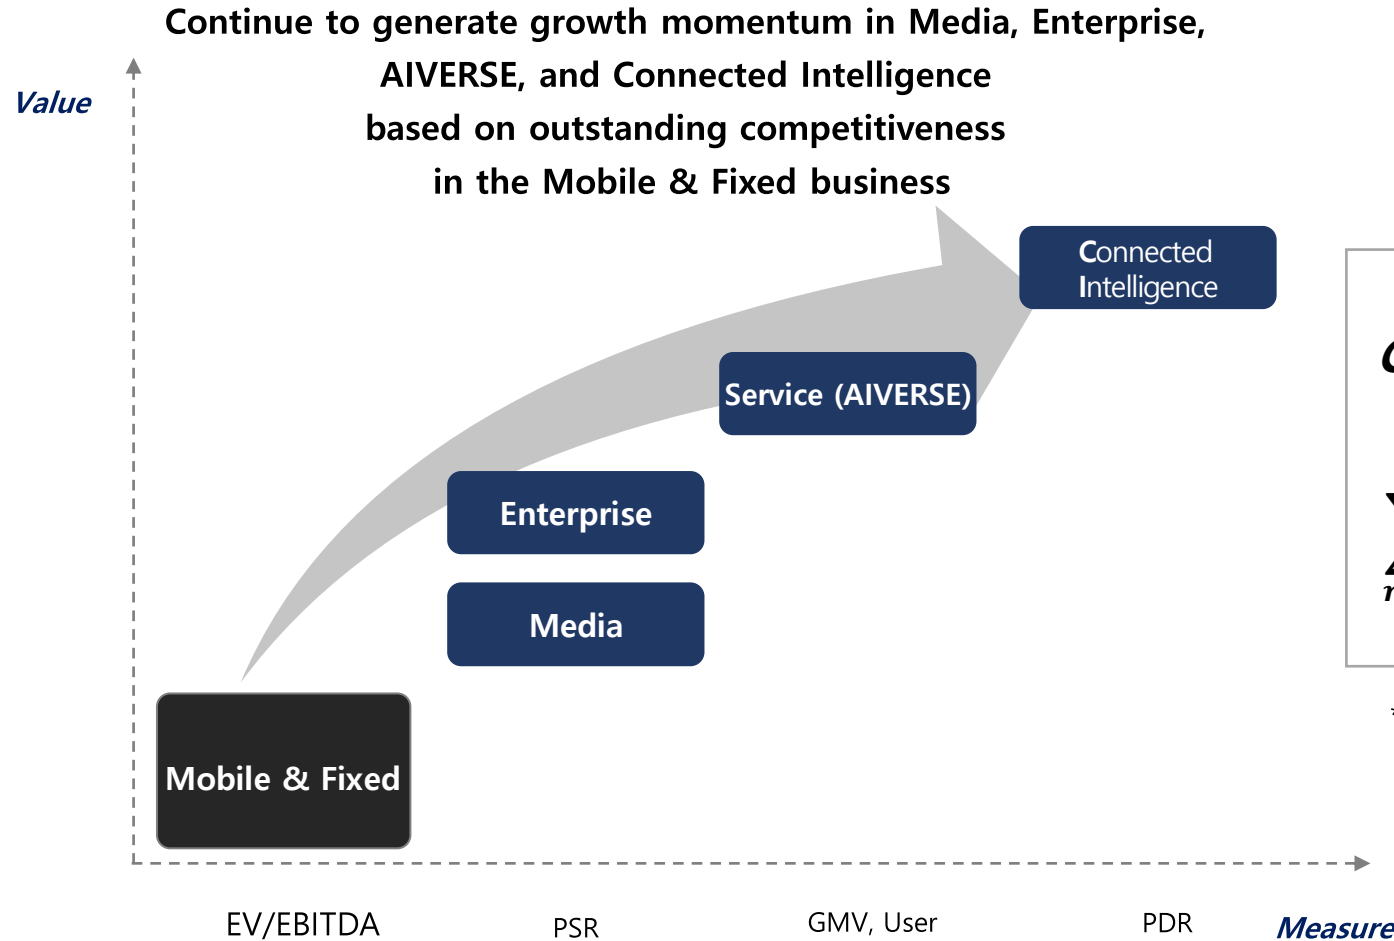 Continue to generate growth momentum in Media, Enterprise,
AIVERSE, and Connected Intelligence
based on outstanding competitiveness
in the Mobile & Fixed business
Value
Connected
Intelligence
Service (AIVERSE)
Enterprise
Media
Mobile & Fixed
EV/EBITDA
PSR
GMV, User
PDR
Measure